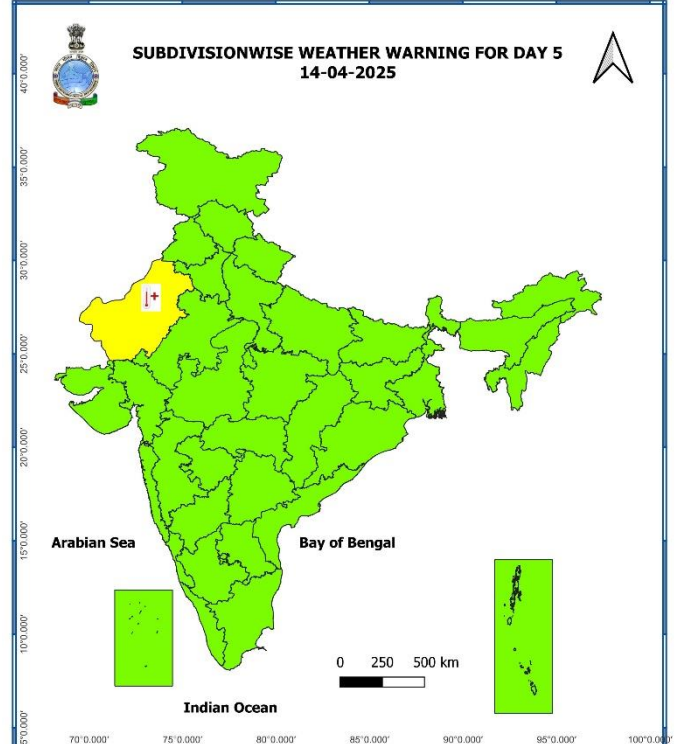 SUBDIVISIONWISE WEATHER WARNING FOR DAY 5
14-04-2025
40°0.000'
35°0.000'
30°0.000'
25°0.000'
20°0.000'
15°0.000'
10°0.000'
5°0.000'
Arabian Sea
Bay of Bengal
0 250 500 km
Indian Ocean
70°0.000' 75°0.000' 80°0.000' 85°0.000' 90°0.000' 95°0.000' 100°0.000'